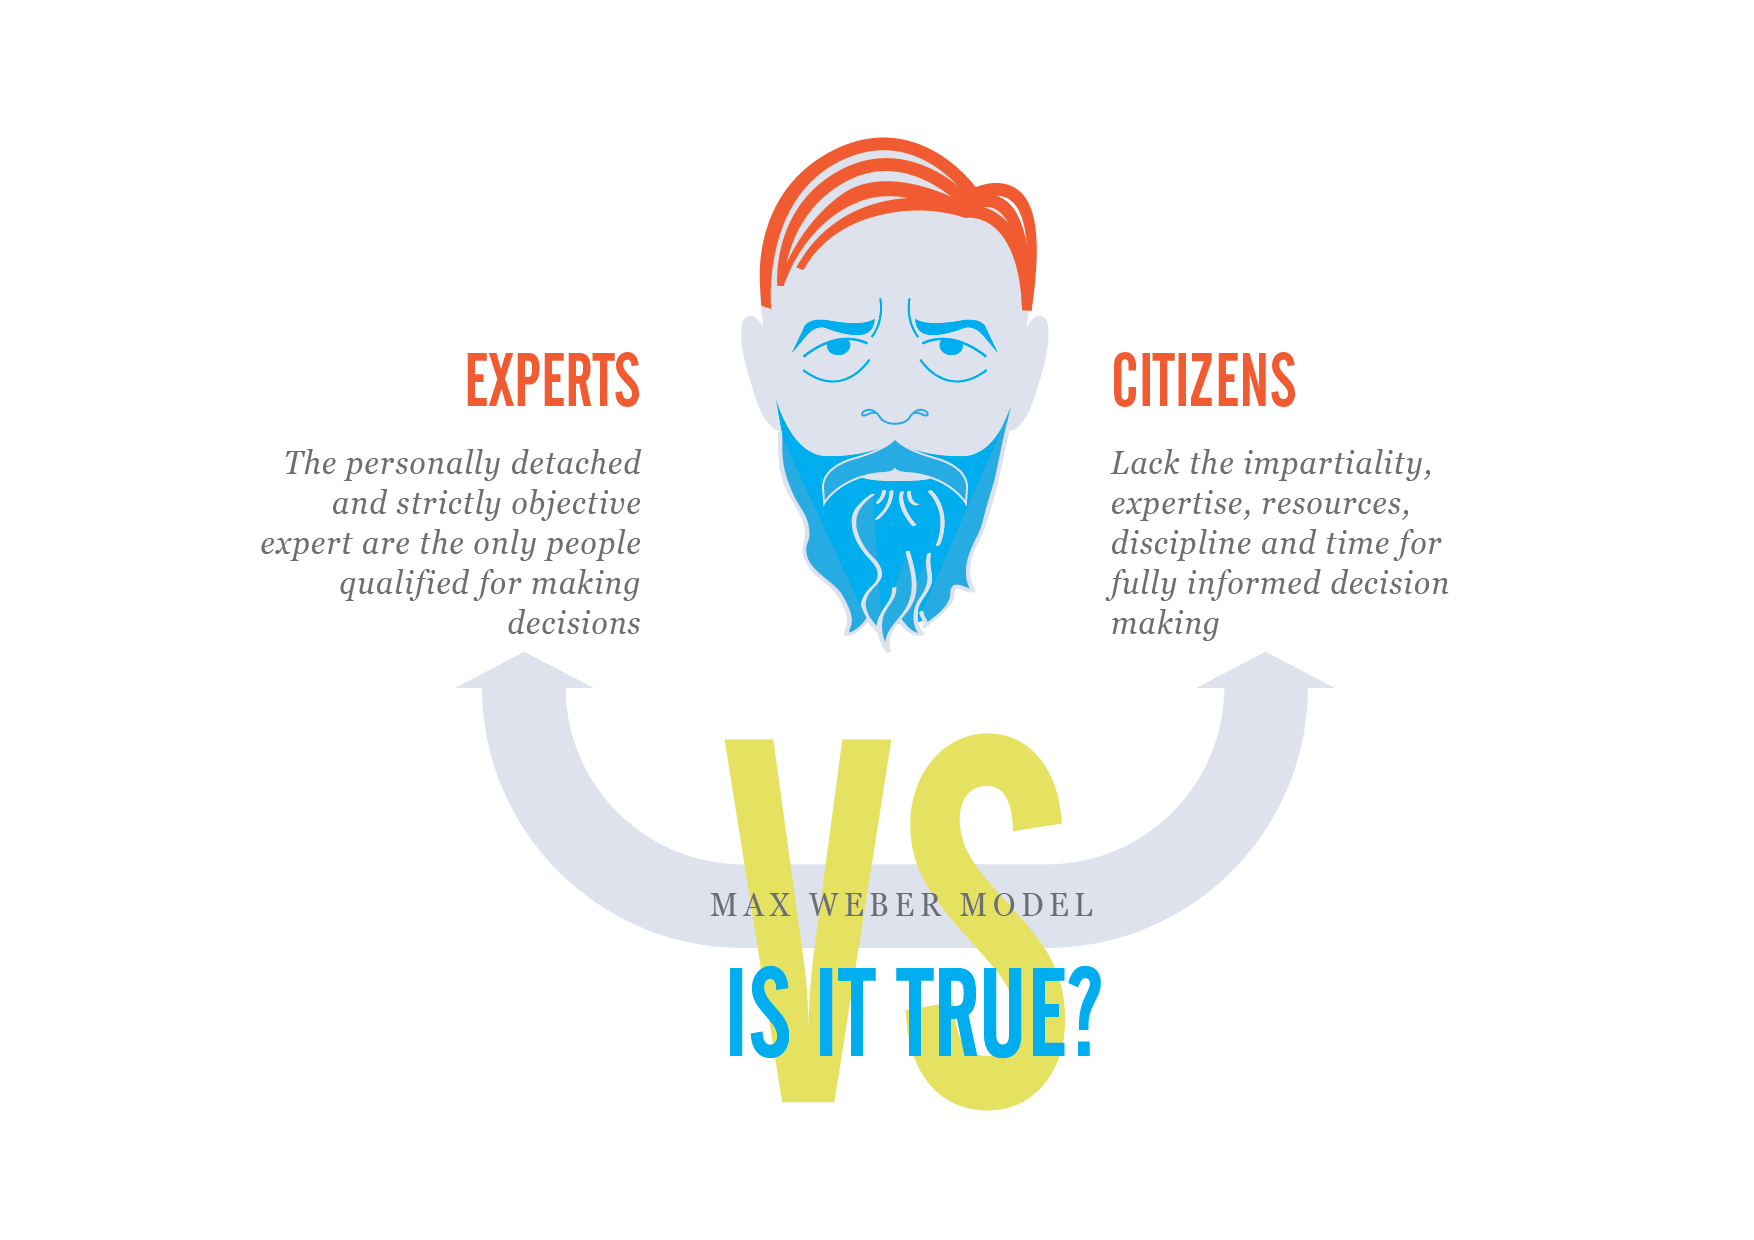 EXPERTS
The personally detached
and strictly objective
expert are the only people
qualified for making
decisions
CITIZENS
Lack the impartiality,
expertise, resources,
discipline and time for
fully informed decision
making
VS
MAX WEBER MODEL
IS IT TRUE?